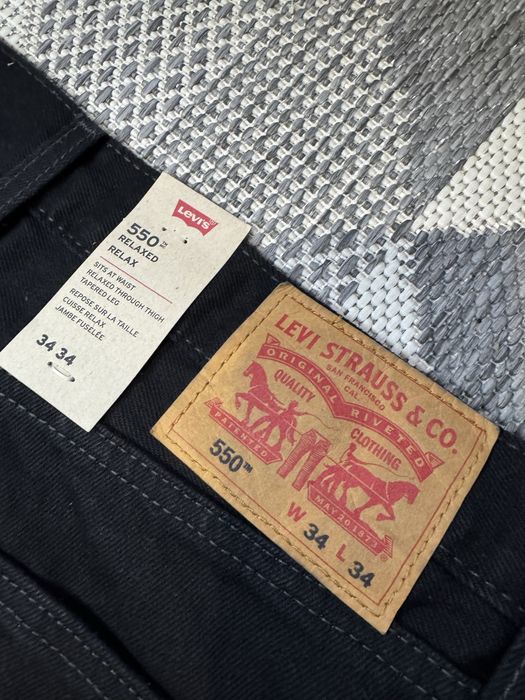 Levi's
550™
RELAXED
RELAX
SITS AT WAIST
RELAXED THROUGH THIGH
TAPERED LEG
REPOSE SUR LA TAILLE
CUISSE RELAX
JAMBE FUSELÉE
34 34
LEVI STRAUSS & CO.
SAN FRANCISCO
CAL.
ORIGINAL RIVETED
QUALITY CLOTHING
PATENTED MAY 20, 1873
550™
W 34 L 34